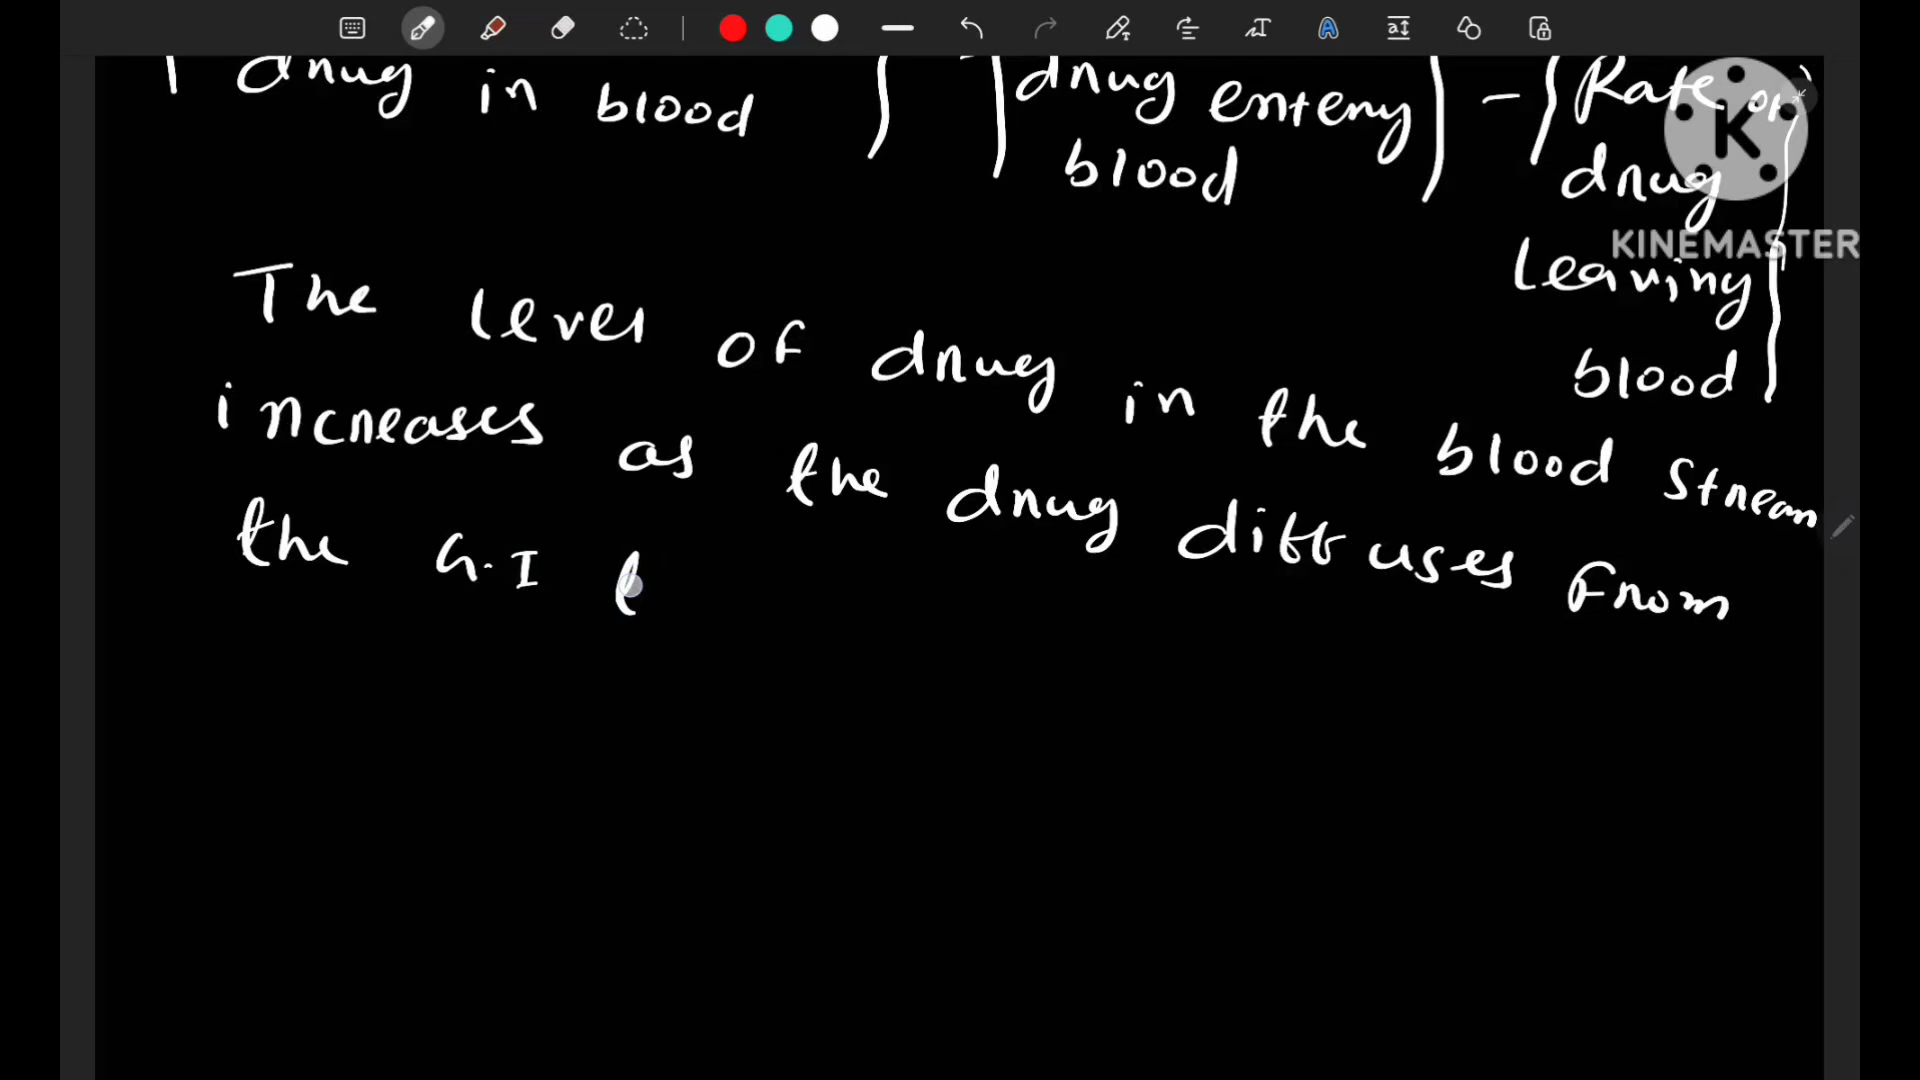 drug in blood drug entery - Rate of
blood drug
KINEMASTER
leaving
blood
The level of drug in the blood stream
increases as the drug diffuses from
the G.I t